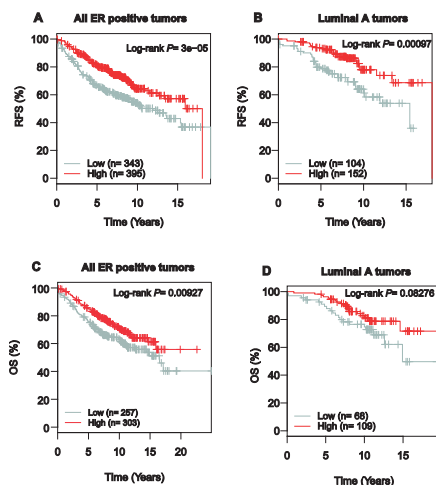 A
All ER positive tumors
Log-rank P= 3e-05
RFS (%)
100
80
60
40
20
0
Low (n= 343)
High (n= 395)
0 5 10 15
Time (Years)
B
Luminal A tumors
Log-rank P= 0.00097
RFS (%)
100
80
60
40
20
0
Low (n= 104)
High (n= 152)
0 5 10 15
Time (Years)
C
All ER positive tumors
Log-rank P= 0.00927
OS (%)
100
80
60
40
20
0
Low (n= 257)
High (n= 303)
0 5 10 15 20
Time (Years)
D
Luminal A tumors
Log-rank P= 0.08276
OS (%)
100
80
60
40
20
0
Low (n= 68)
High (n= 109)
0 5 10 15
Time (Years)